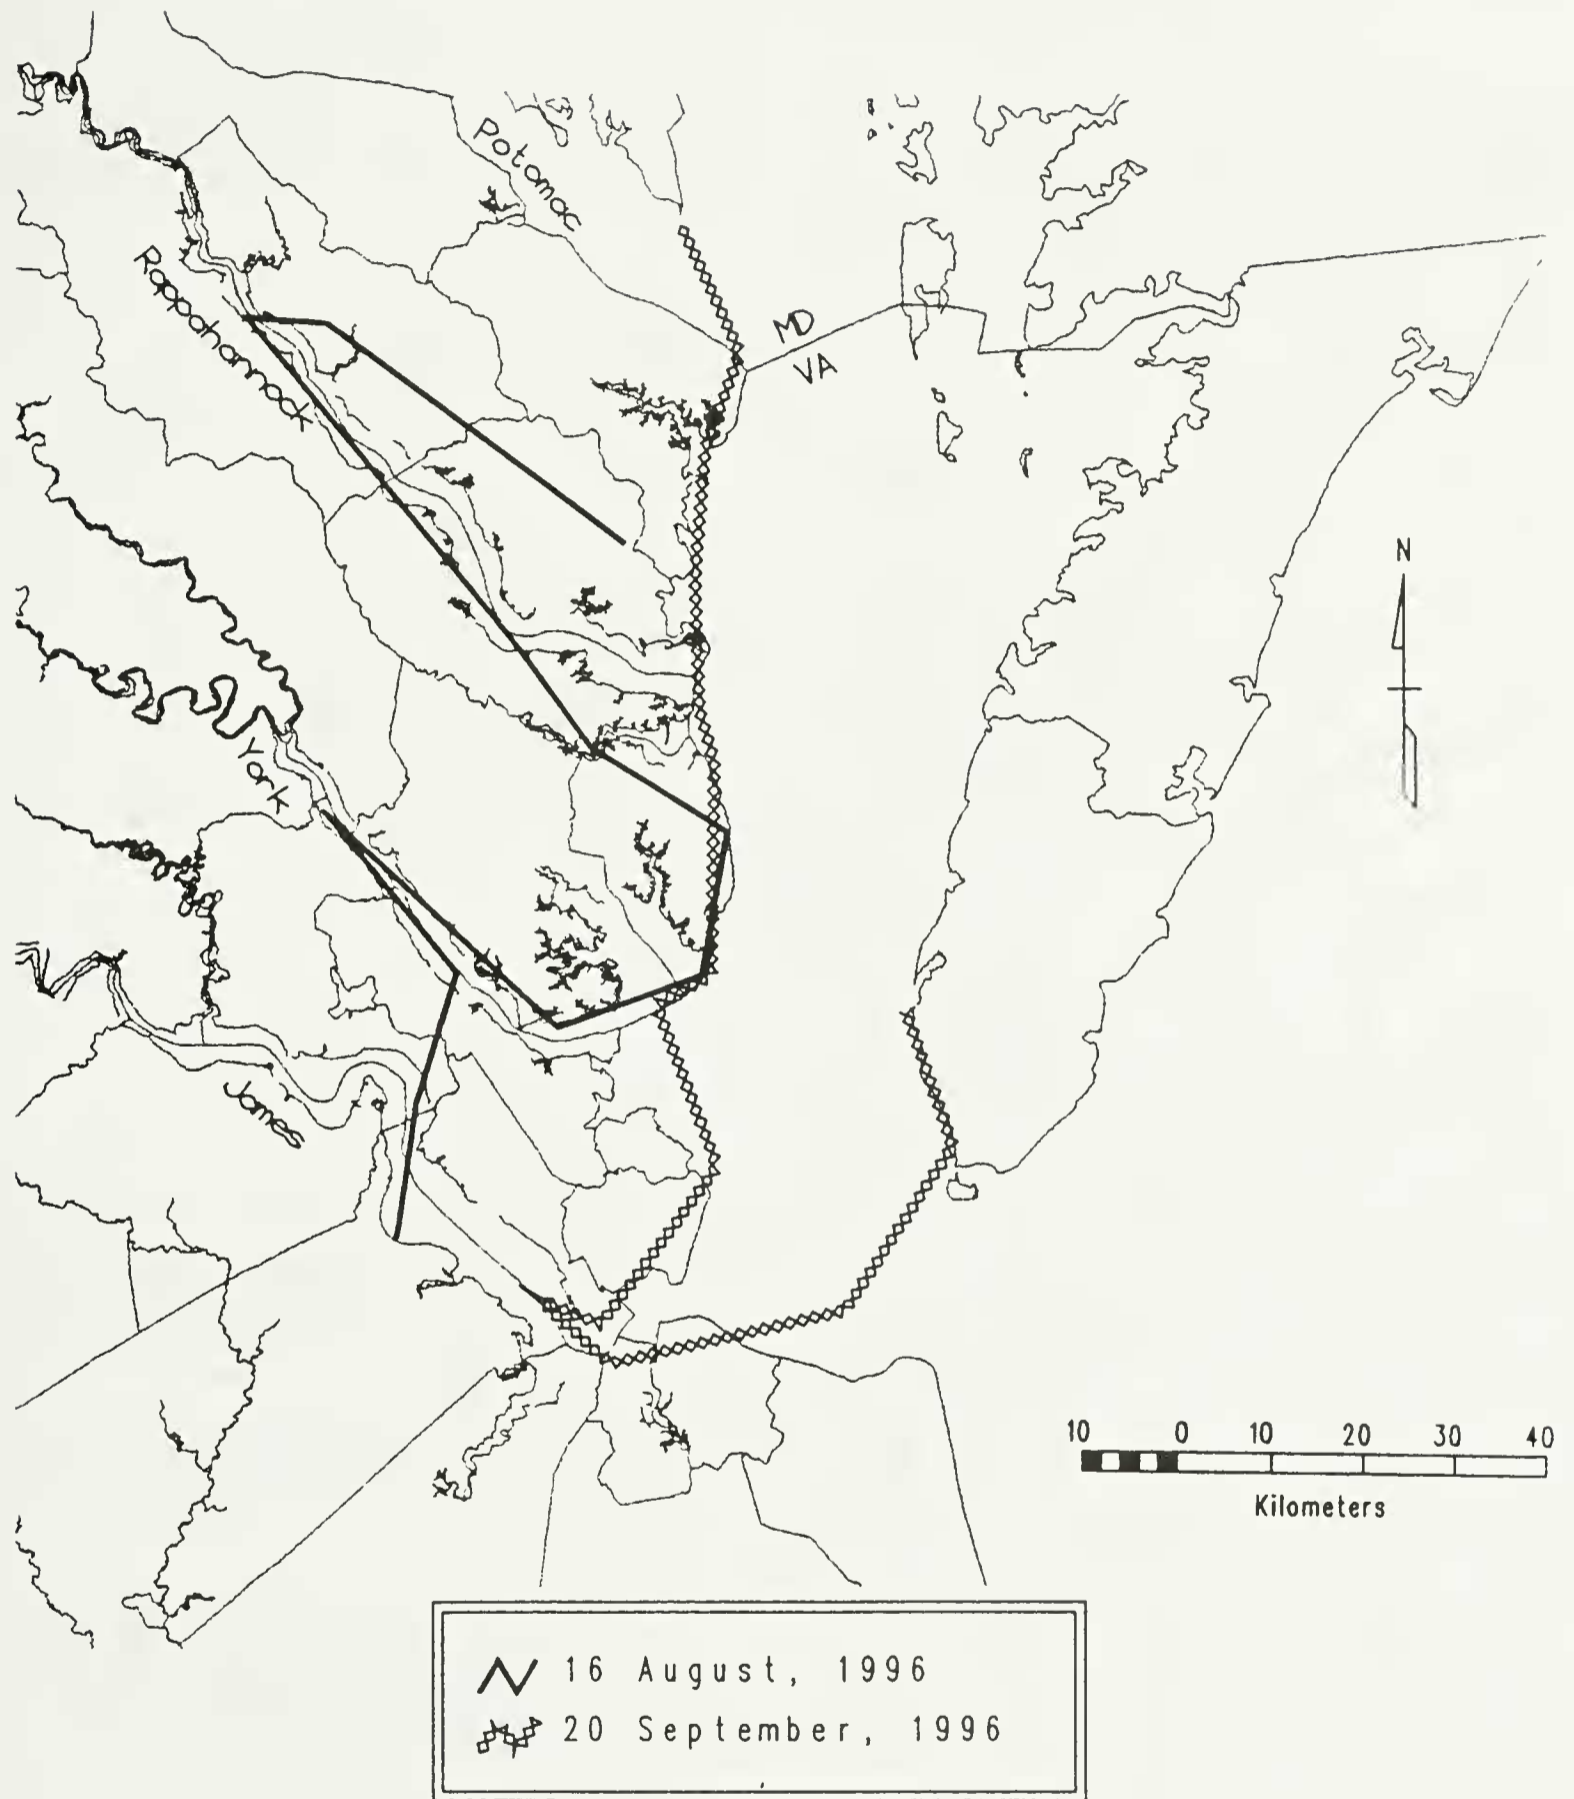 Potomac
Rappahannock
MD
VA
N
York
James
10 0 10 20 30 40
Kilometers
16 August, 1996
20 September, 1996